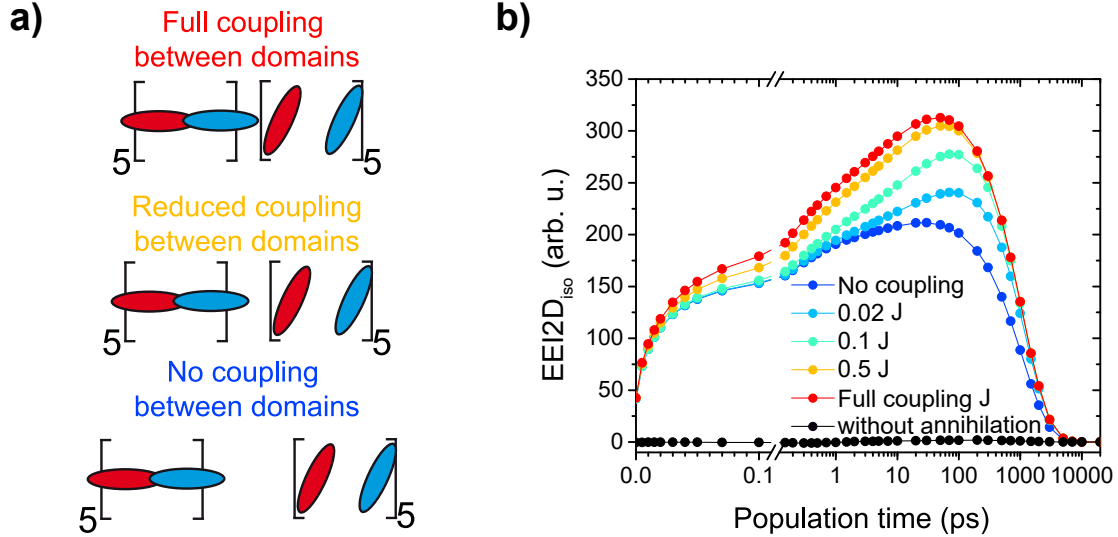 a)
Full coupling
between domains
5 5
Reduced coupling
between domains
5 5
No coupling
between domains
5 5
b)
EEI2D_iso (arb. u.)
350
300
250
200
150
100
50
0
No coupling
0.02 J
0.1 J
0.5 J
Full coupling J
without annihilation
0.0 0.1 1 10 100 1000 10000
Population time (ps)